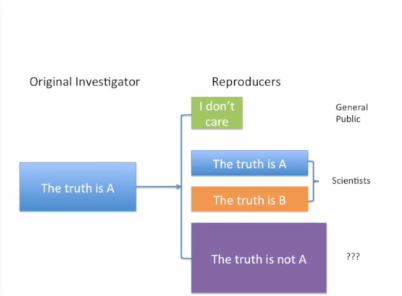 Original Investigator
Reproducers
I don't
care
General
Public
The truth is A
The truth is A
Scientists
The truth is B
The truth is not A
???